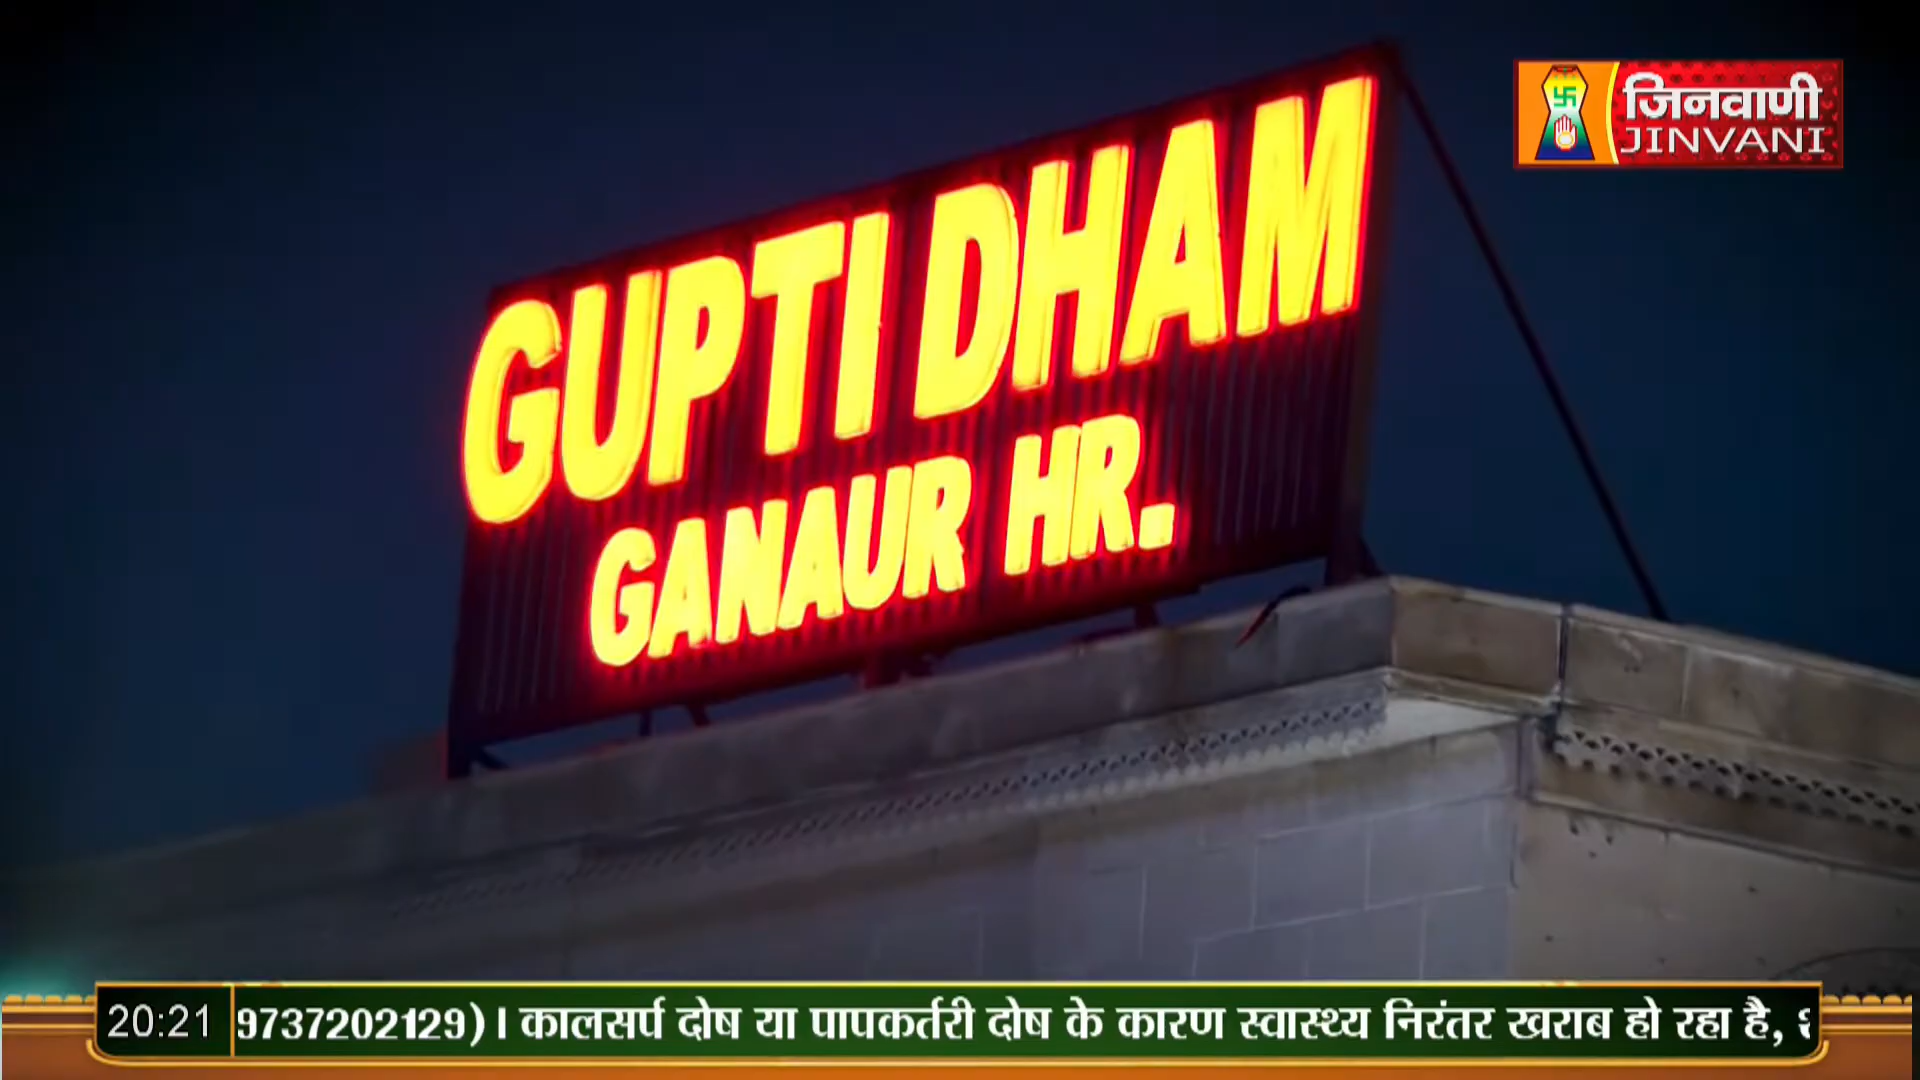 जिनवाणी
JINVANI
GUPTI DHAM
GANAUR HR.
20:21
9737202129) । कालसर्प दोष या पापकर्तरी दोष के कारण स्वास्थ्य निरंतर खराब हो रहा है,